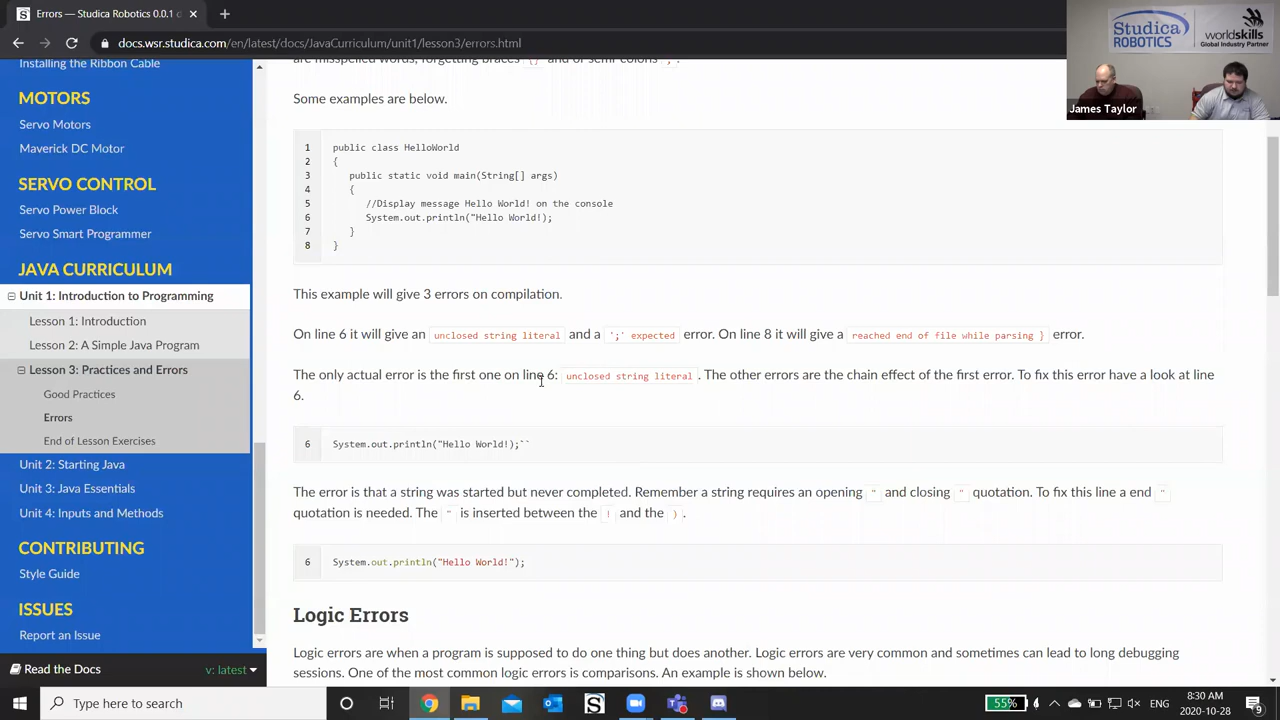 Errors — Studica Robotics 0.0.1 d
docs.wsr.studica.com/en/latest/docs/JavaCurriculum/unit1/lesson3/errors.html
Studica
ROBOTICS
worldskills
Global Industry Partner
James Taylor
Installing the Ribbon Cable
MOTORS
Servo Motors
Maverick DC Motor
SERVO CONTROL
Servo Power Block
Servo Smart Programmer
JAVA CURRICULUM
Unit 1: Introduction to Programming
Lesson 1: Introduction
Lesson 2: A Simple Java Program
Lesson 3: Practices and Errors
Good Practices
Errors
End of Lesson Exercises
Unit 2: Starting Java
Unit 3: Java Essentials
Unit 4: Inputs and Methods
CONTRIBUTING
Style Guide
ISSUES
Report an Issue
Read the Docs
v: latest
are misspelled words, forgetting braces {} and or semi-colons ;.
Some examples are below.
1 public class HelloWorld
2 {
3 public static void main(String[] args)
4 {
5 //Display message Hello World! on the console
6 System.out.println("Hello World!);
7 }
8 }
This example will give 3 errors on compilation.
On line 6 it will give an unclosed string literal and a ';' expected error. On line 8 it will give a reached end of file while parsing } error.
The only actual error is the first one on line 6: unclosed string literal. The other errors are the chain effect of the first error. To fix this error have a look at line
6.
6 System.out.println("Hello World!);``
The error is that a string was started but never completed. Remember a string requires an opening " and closing " quotation. To fix this line a end "
quotation is needed. The " is inserted between the ! and the ).
6 System.out.println("Hello World!");
Logic Errors
Logic errors are when a program is supposed to do one thing but does another. Logic errors are very common and sometimes can lead to long debugging
sessions. One of the most common logic errors is comparisons. An example is shown below.
Type here to search
55%
ENG
8:30 AM
2020-10-28
9